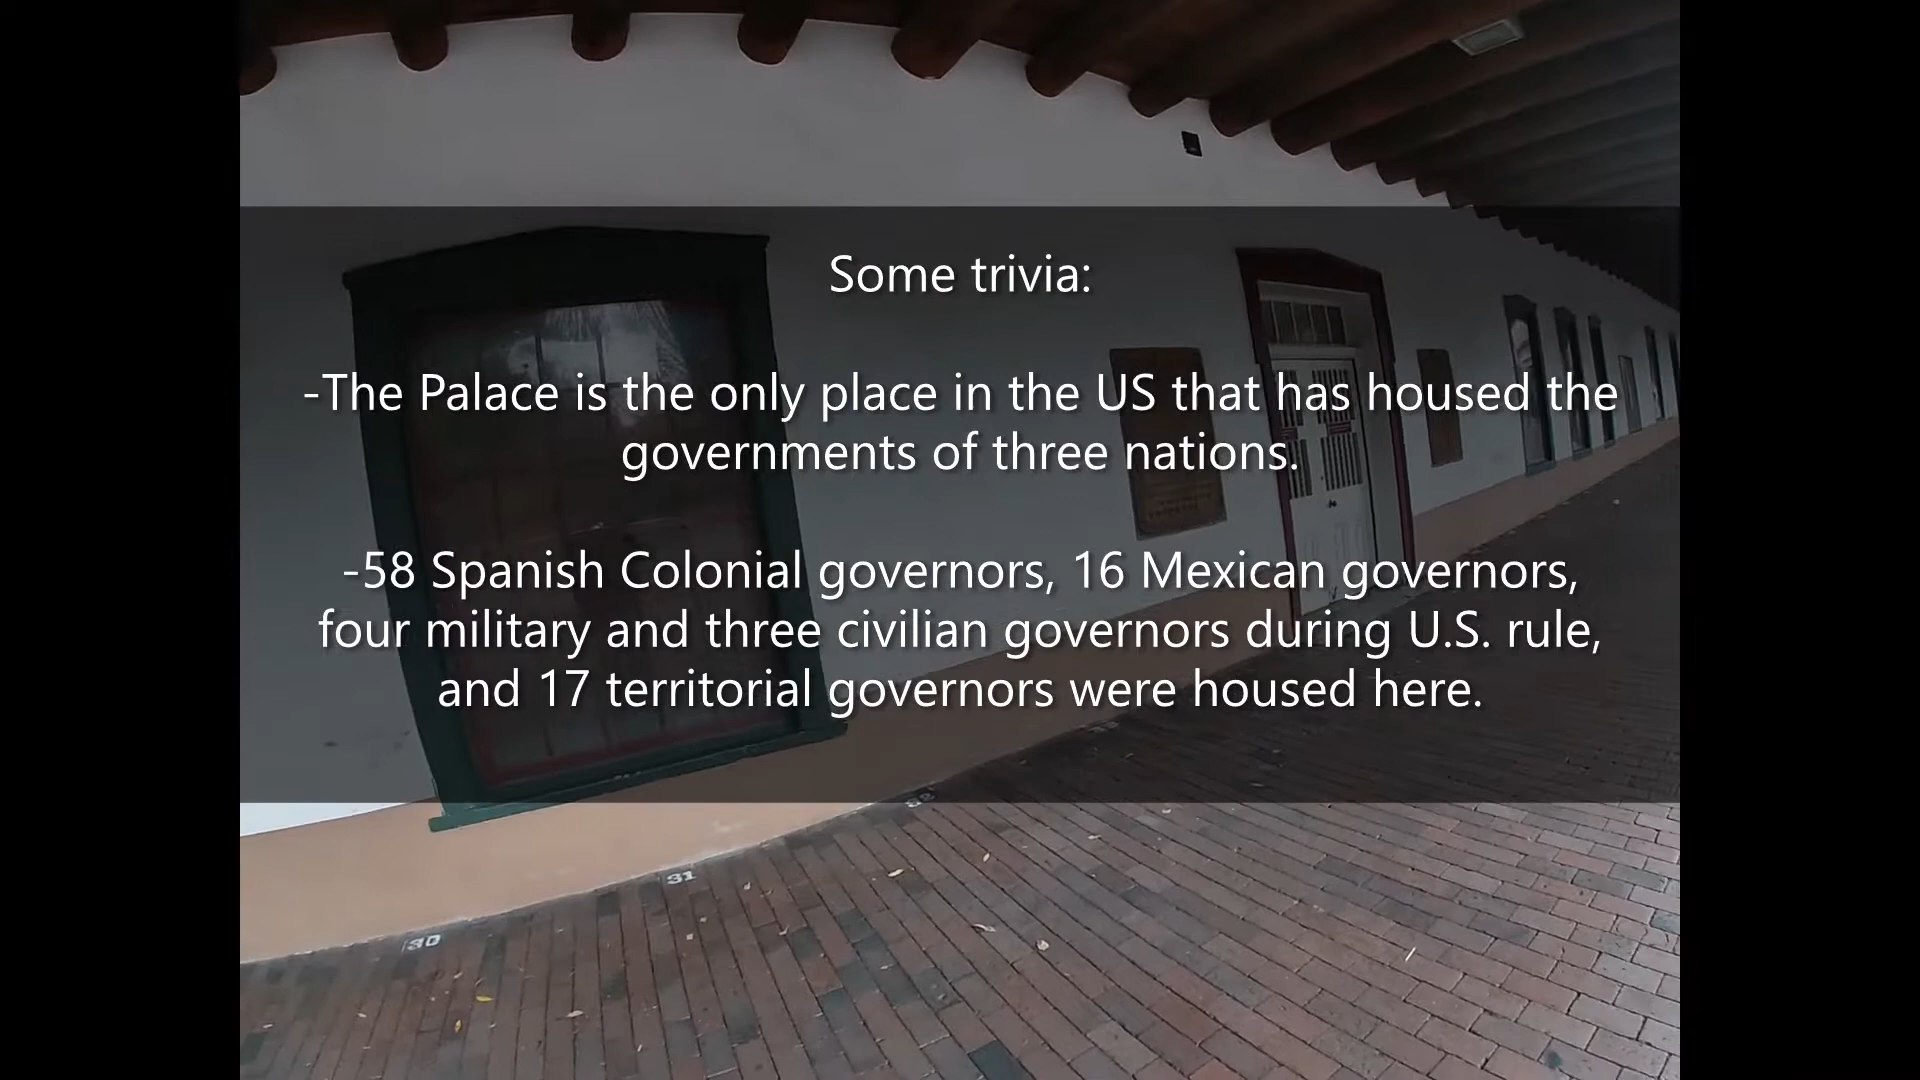 Some trivia:
-The Palace is the only place in the US that has housed the
governments of three nations.
-58 Spanish Colonial governors, 16 Mexican governors,
four military and three civilian governors during U.S. rule,
and 17 territorial governors were housed here.
32
31
30